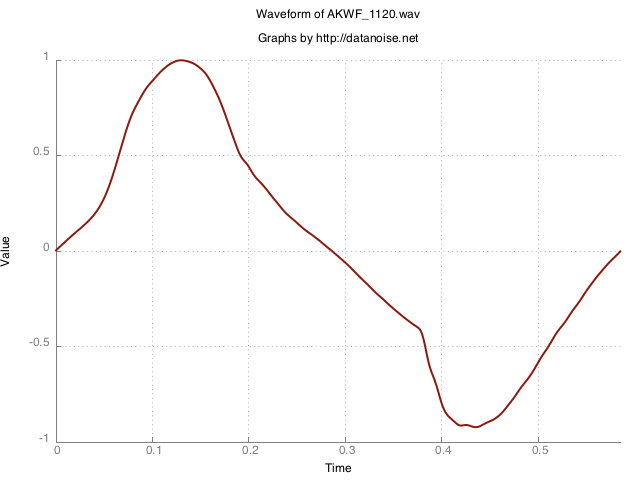 Waveform of AKWF_1120.wav
Graphs by http://datanoise.net
1
0.5
0
-0.5
-1
Value
0 0.1 0.2 0.3 0.4 0.5
Time